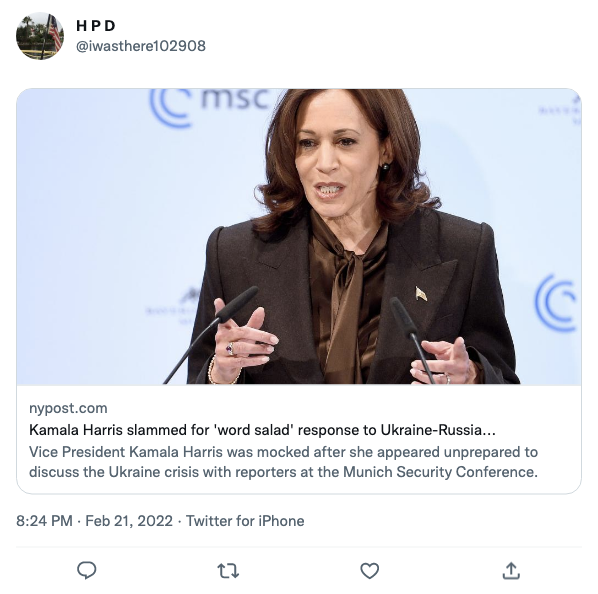 H P D
@iwasthere102908
msc
nypost.com
Kamala Harris slammed for 'word salad' response to Ukraine-Russia...
Vice President Kamala Harris was mocked after she appeared unprepared to
discuss the Ukraine crisis with reporters at the Munich Security Conference.
8:24 PM · Feb 21, 2022 · Twitter for iPhone